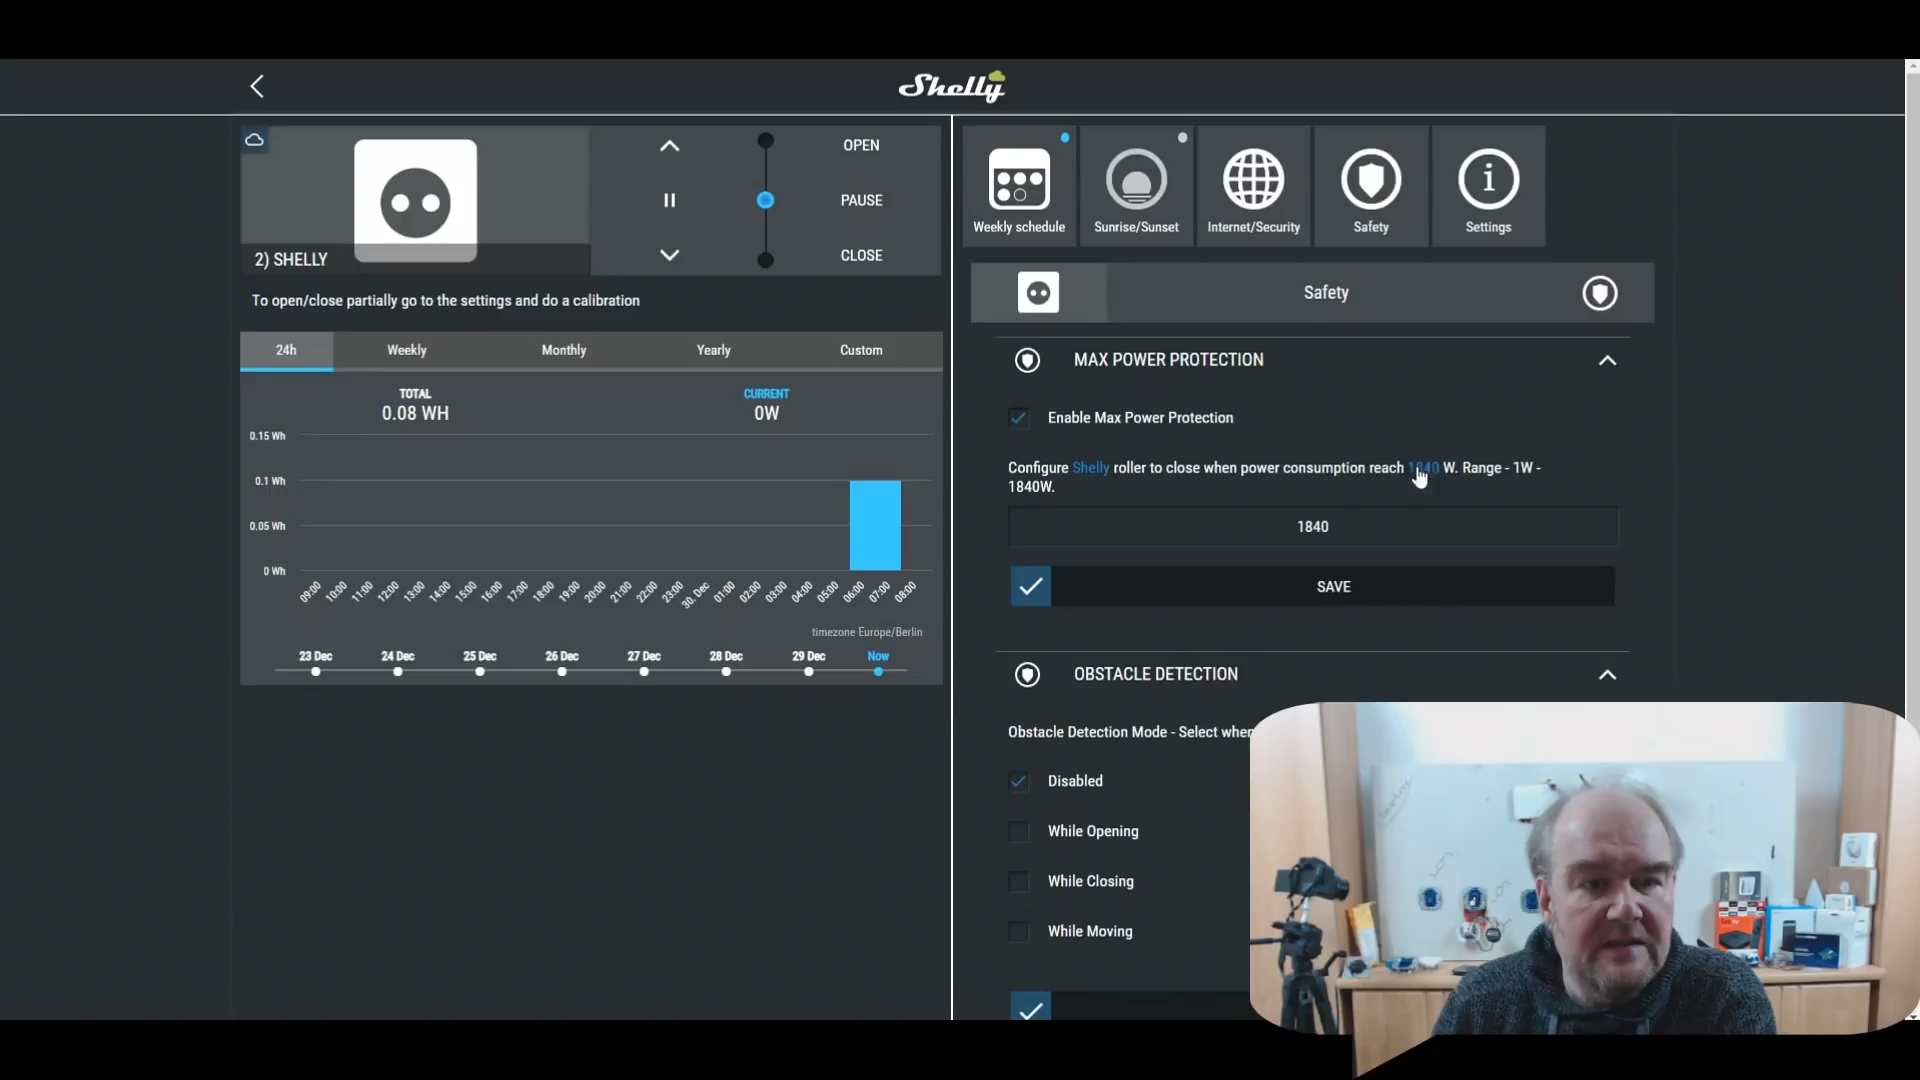 Shelly
OPEN
PAUSE
CLOSE
2) SHELLY
To open/close partially go to the settings and do a calibration
24h Weekly Monthly Yearly Custom
TOTAL
0.08 WH
CURRENT
0W
0.15 Wh
0.1 Wh
0.05 Wh
0 Wh
09:00 10:00 11:00 12:00 13:00 14:00 15:00 16:00 17:00 18:00 19:00 20:00 21:00 22:00 23:00 30. Dec 01:00 02:00 03:00 04:00 05:00 06:00 07:00 08:00
timezone Europe/Berlin
23 Dec 24 Dec 25 Dec 26 Dec 27 Dec 28 Dec 29 Dec Now
Weekly schedule Sunrise/Sunset Internet/Security Safety Settings
Safety
MAX POWER PROTECTION
Enable Max Power Protection
Configure Shelly roller to close when power consumption reach 1840 W. Range - 1W -
1840W.
1840
SAVE
OBSTACLE DETECTION
Obstacle Detection Mode - Select when
Disabled
While Opening
While Closing
While Moving